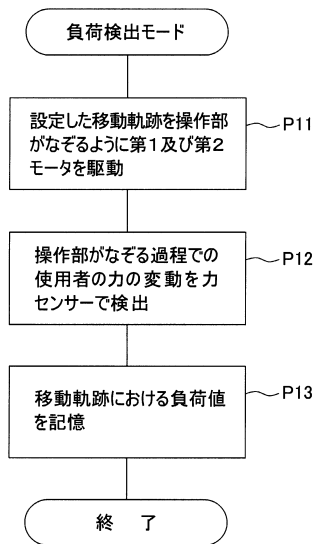 負荷検出モード
設定した移動軌跡を操作部
がなぞるように第1及び第2
モータを駆動
P11
操作部がなぞる過程での
使用者の力の変動を力
センサーで検出
P12
移動軌跡における負荷値
を記憶
P13
終 了